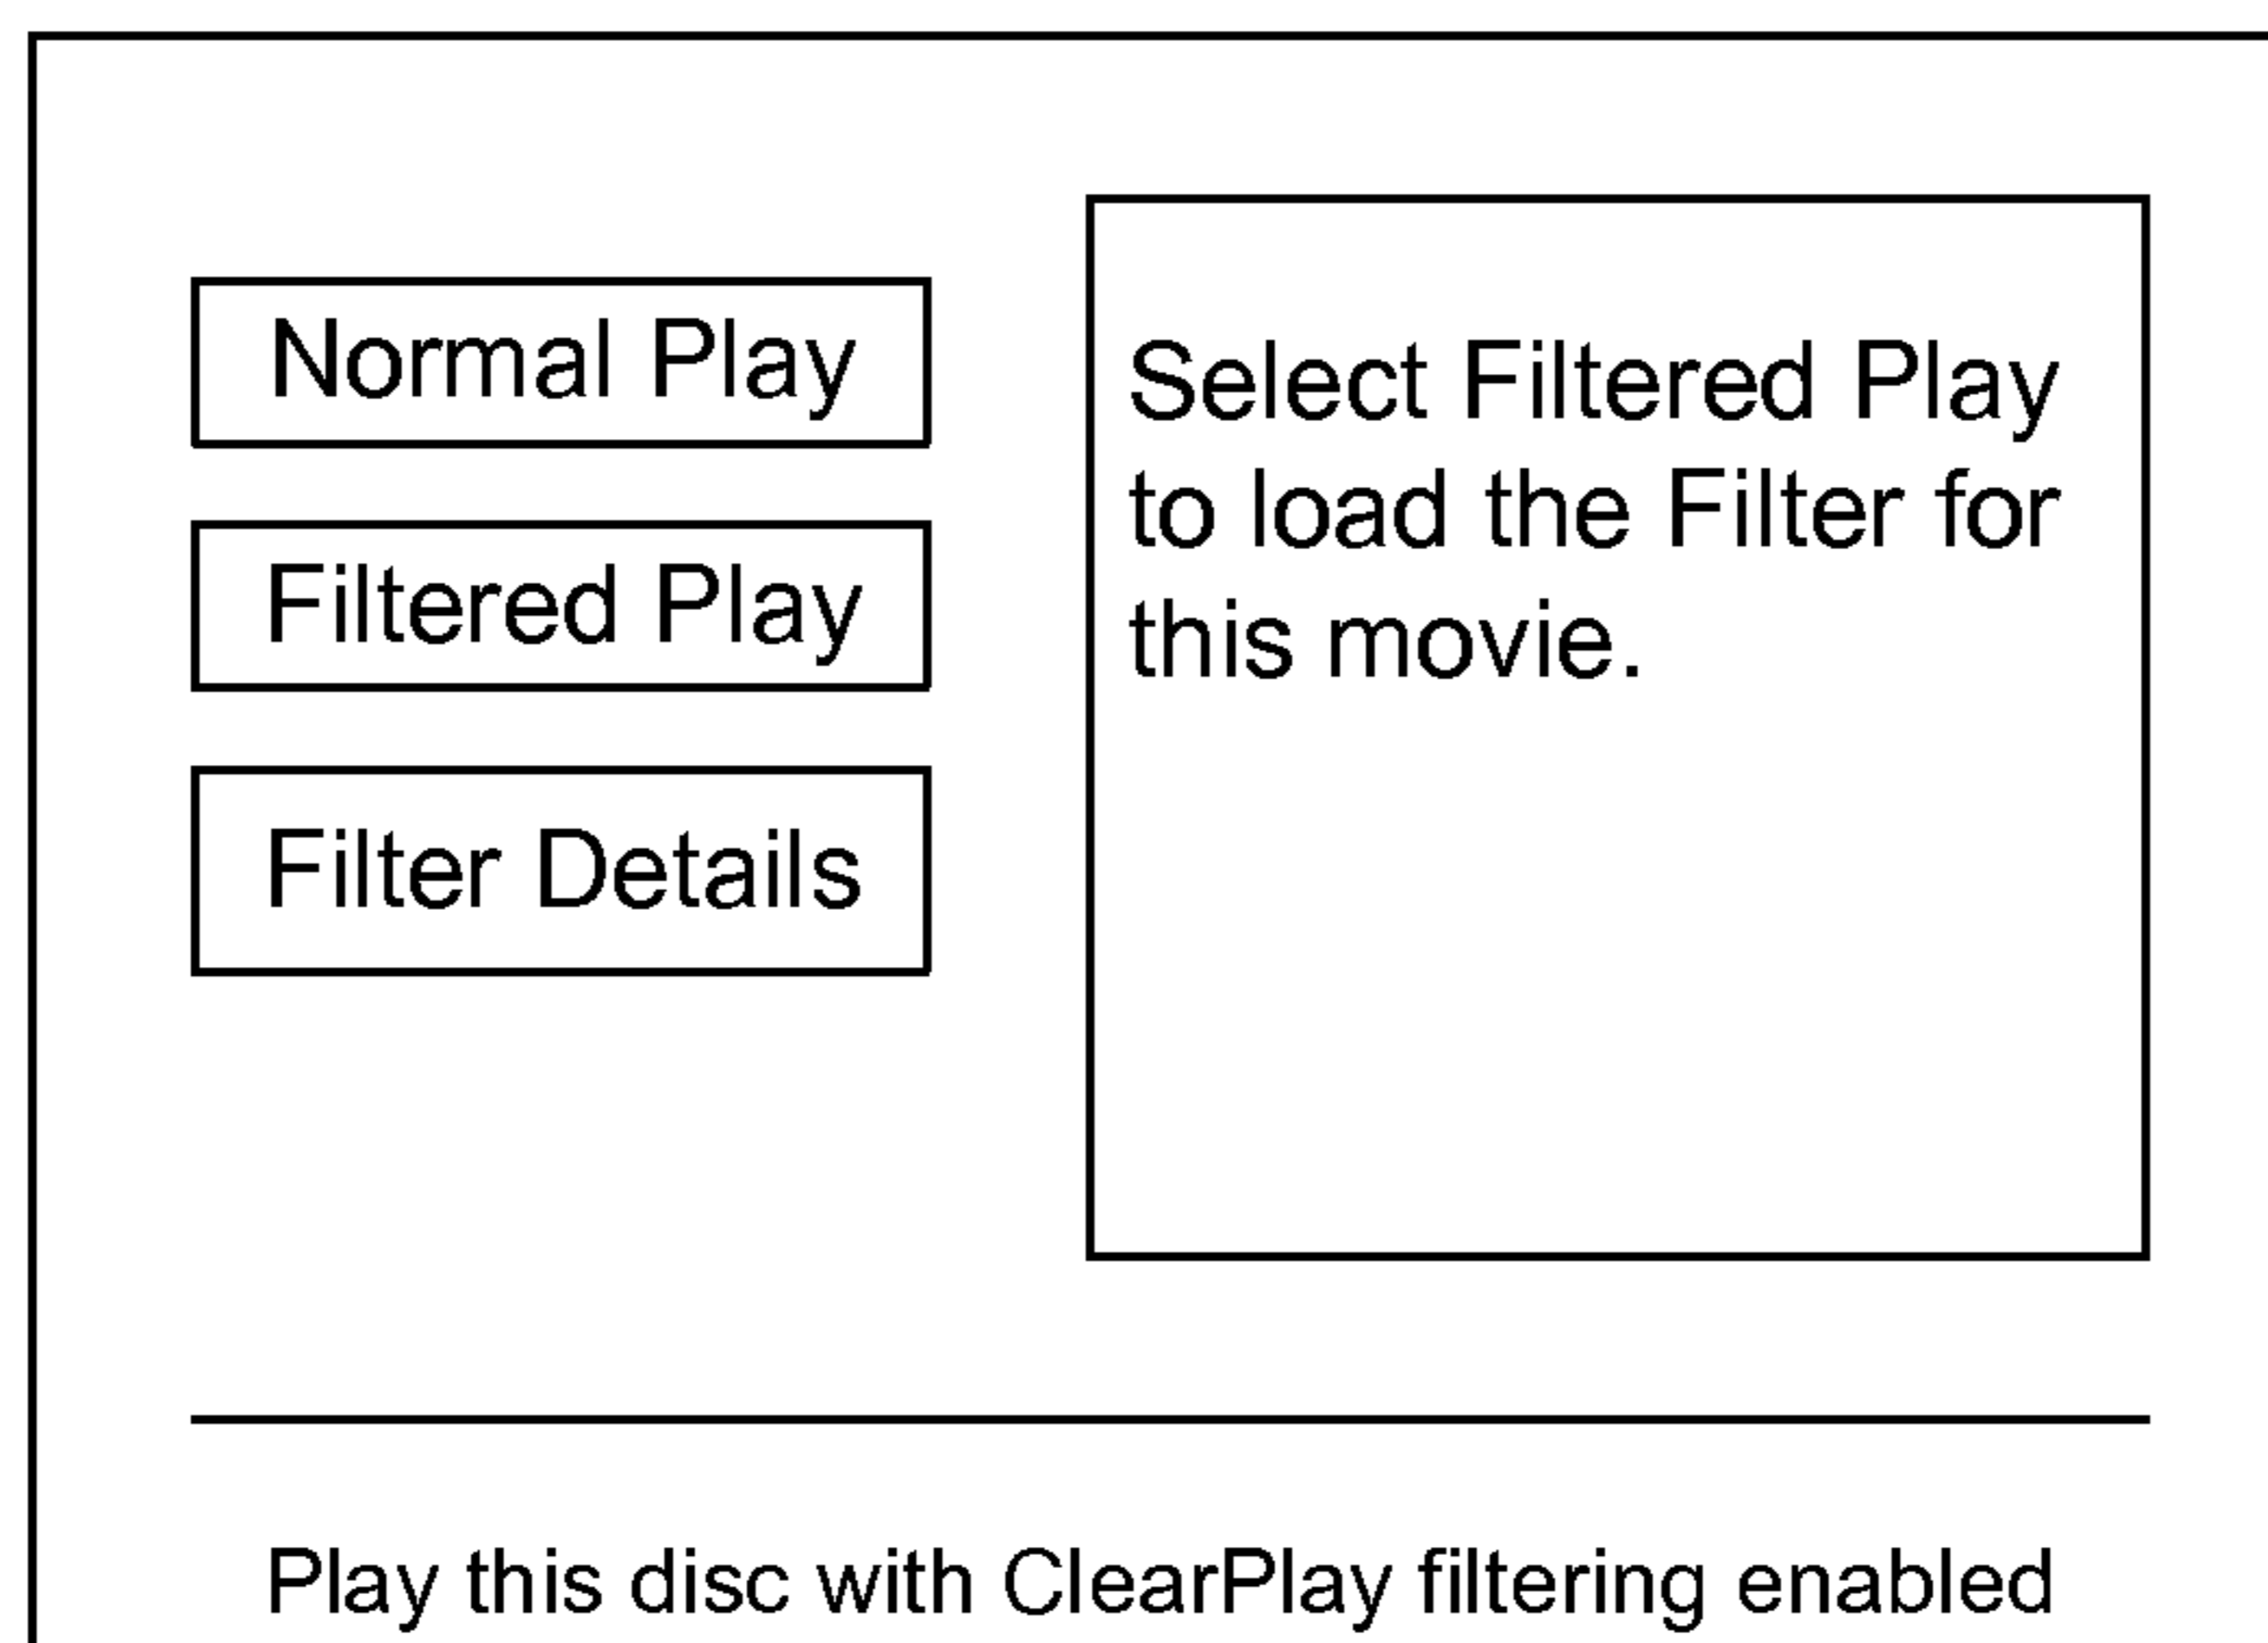 Normal Play
Filtered Play
Filter Details
Select Filtered Play
to load the Filter for
this movie.
Play this disc with ClearPlay filtering enabled